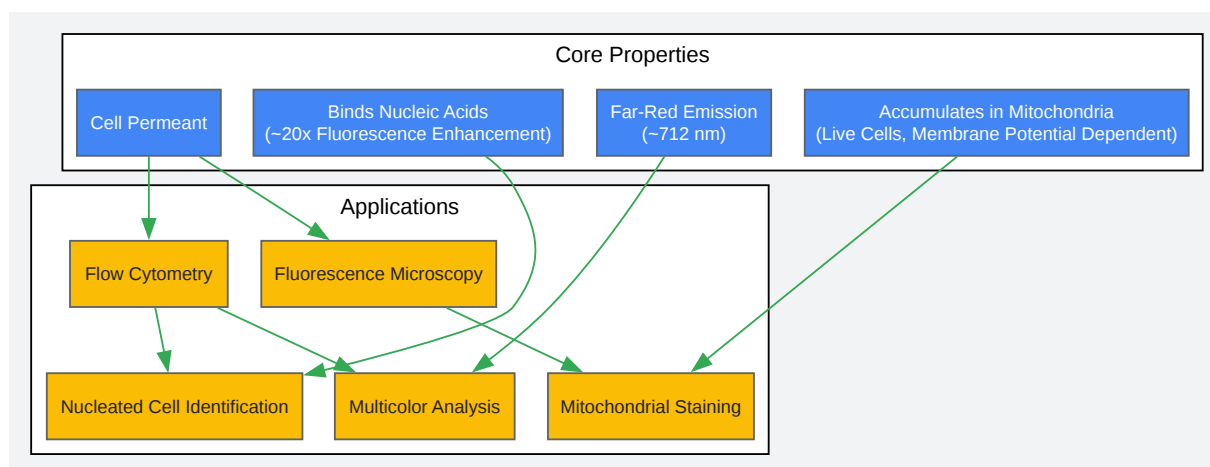 Core Properties
Cell Permeant
Binds Nucleic Acids
(~20x Fluorescence Enhancement)
Far-Red Emission
(~712 nm)
Accumulates in Mitochondria
(Live Cells, Membrane Potential Dependent)
Applications
Flow Cytometry
Fluorescence Microscopy
Nucleated Cell Identification
Multicolor Analysis
Mitochondrial Staining